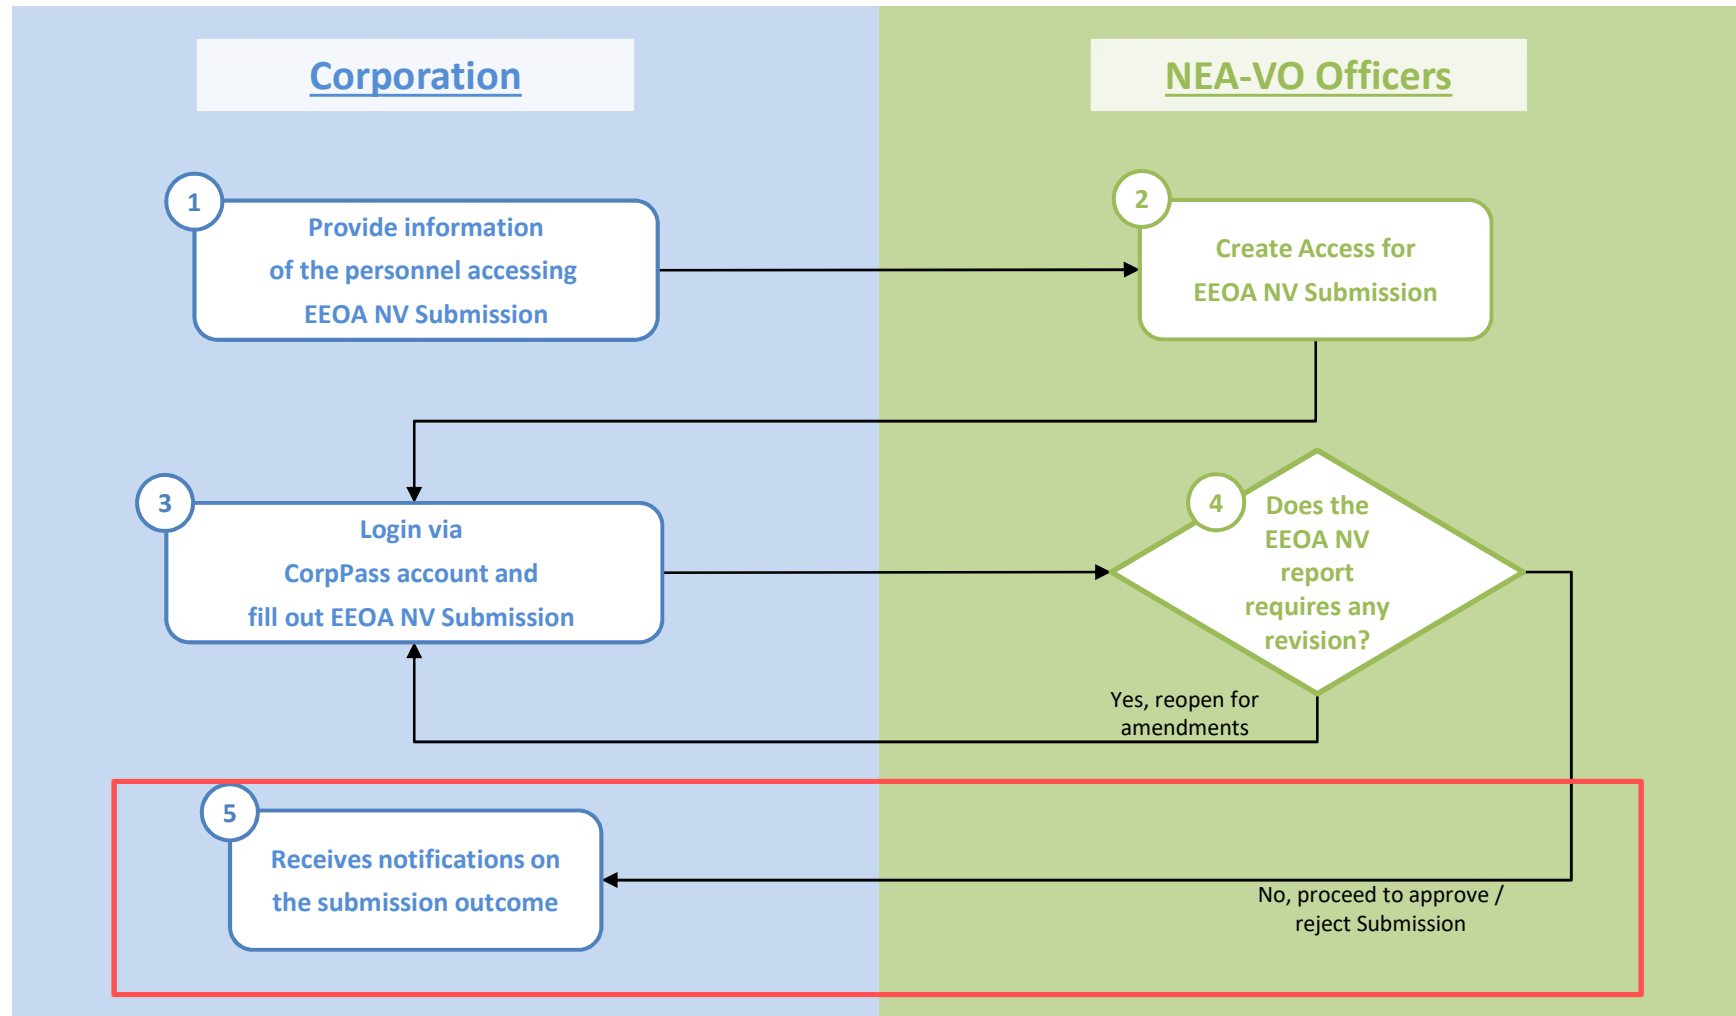 Corporation
NEA-VO Officers
1
Provide information
of the personnel accessing
EEOA NV Submission
2
Create Access for
EEOA NV Submission
3
Login via
CorpPass account and
fill out EEOA NV Submission
4
Does the
EEOA NV
report
requires any
revision?
Yes, reopen for
amendments
5
Receives notifications on
the submission outcome
No, proceed to approve /
reject Submission